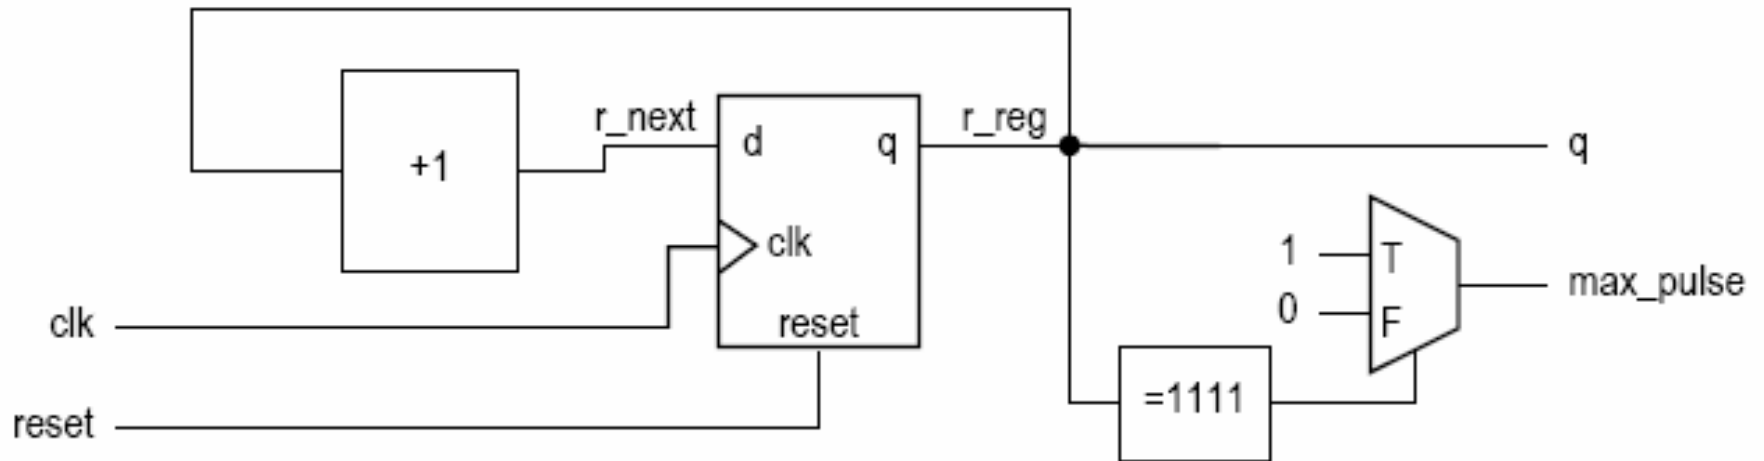 r_next
r_reg
d
q
q
+1
clk
1
T
max_pulse
0
F
clk
reset
=1111
reset